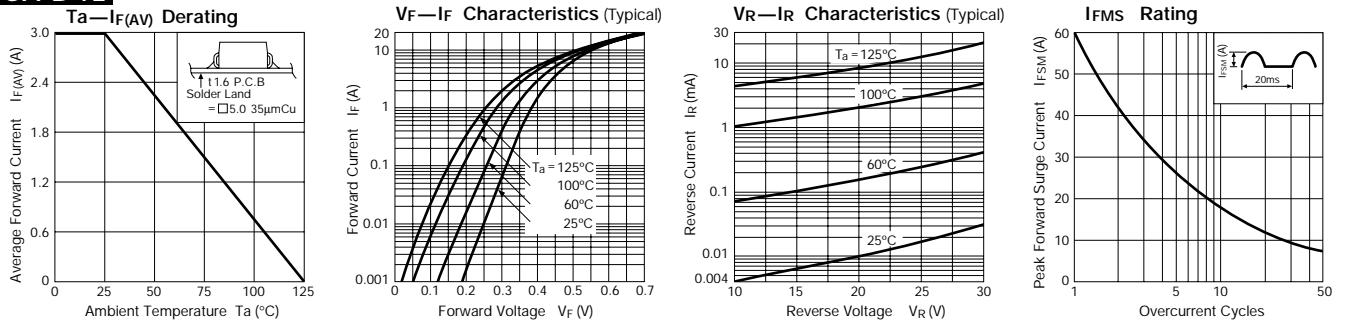 Ta—IF(AV) Derating
Average Forward Current IF(AV) (A)
3.0
2.4
1.8
1.2
0.6
0
t1.6 P.C.B
Solder Land
= □5.0 35μmCu
0 25 50 75 100 125
Ambient Temperature Ta (°C)
VF—IF Characteristics (Typical)
Forward Current IF (A)
20
10
1
0.1
0.01
0.001
Ta = 125°C
100°C
60°C
25°C
0 0.1 0.2 0.3 0.4 0.5 0.6 0.7
Forward Voltage VF (V)
VR—IR Characteristics (Typical)
Reverse Current IR (mA)
30
10
1
0.1
0.01
0.004
Ta = 125°C
100°C
60°C
25°C
10 15 20 25 30
Reverse Voltage VR (V)
IFMS Rating
Peak Forward Surge Current IFSM (A)
60
50
40
30
20
10
0
IFSM (A)
20ms
1 5 10 50
Overcurrent Cycles